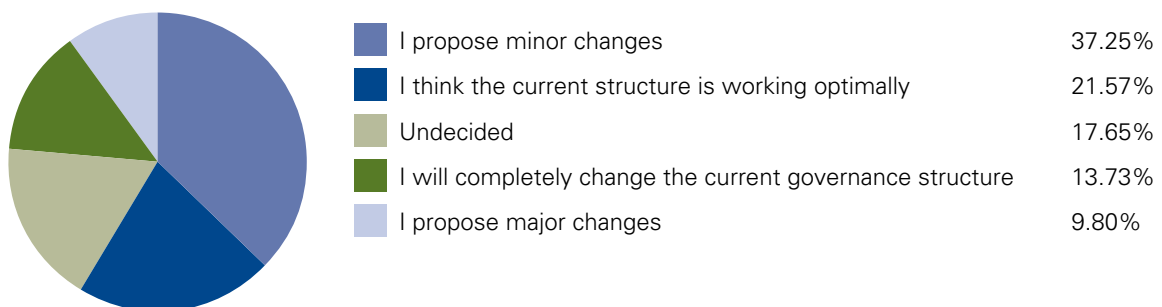 I propose minor changes 37.25%
I think the current structure is working optimally 21.57%
Undecided 17.65%
I will completely change the current governance structure 13.73%
I propose major changes 9.80%